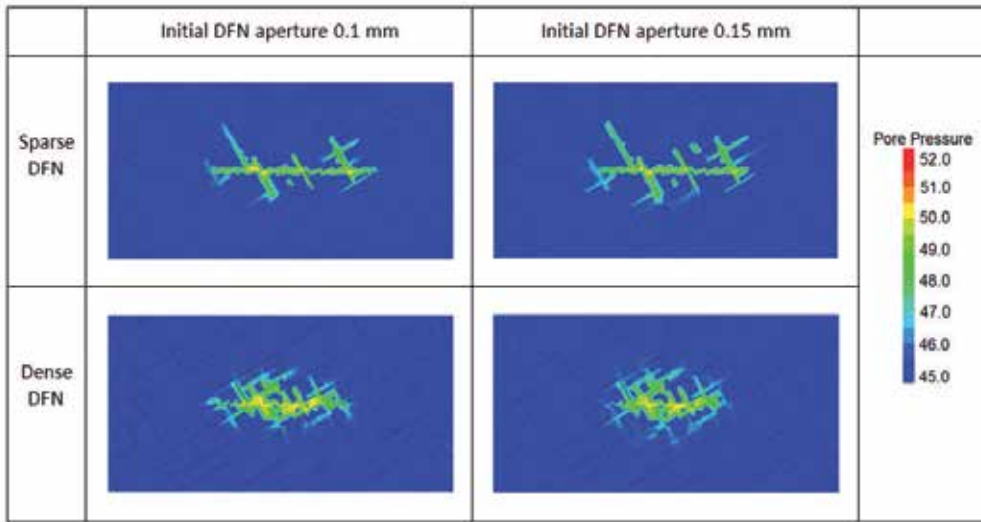 Initial DFN aperture 0.1 mm
Initial DFN aperture 0.15 mm
Sparse
DFN
Pore Pressure
52.0
51.0
50.0
49.0
48.0
47.0
46.0
45.0
Dense
DFN